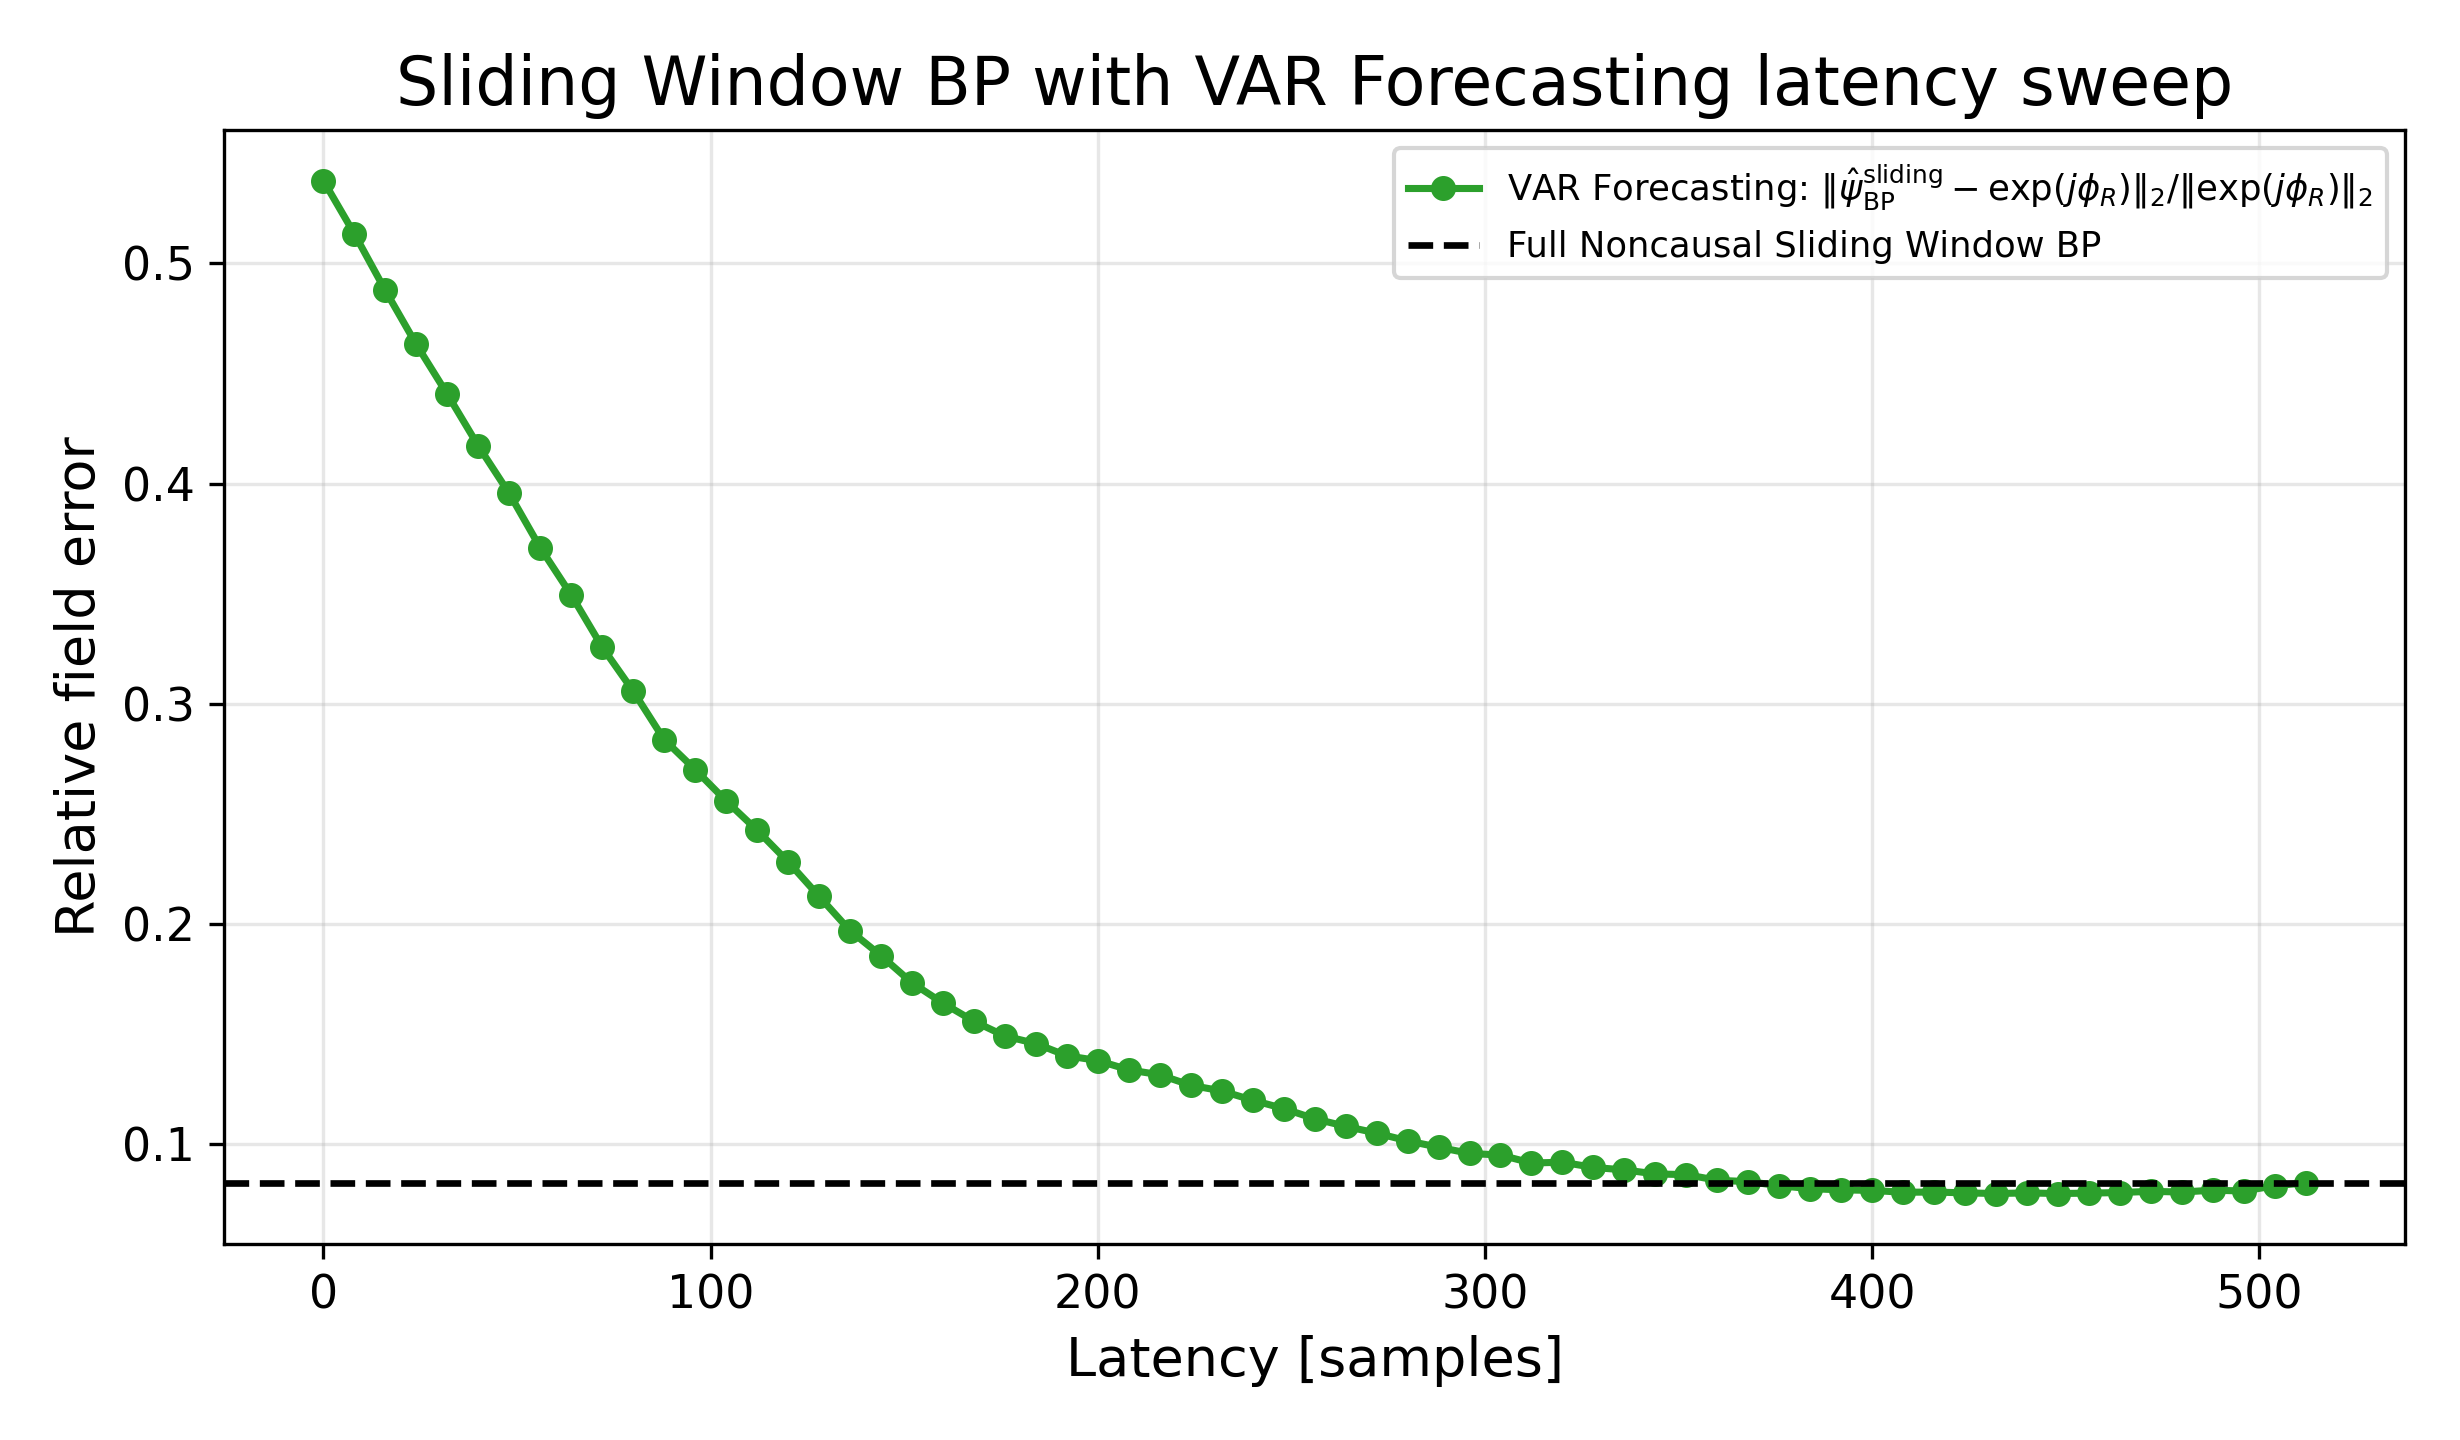 Sliding Window BP with VAR Forecasting latency sweep
VAR Forecasting: ‖ψ̂_BP^sliding − exp(jϕ_R)‖₂/‖exp(jϕ_R)‖₂
Full Noncausal Sliding Window BP
Relative field error
0.5
0.4
0.3
0.2
0.1
0 100 200 300 400 500
Latency [samples]